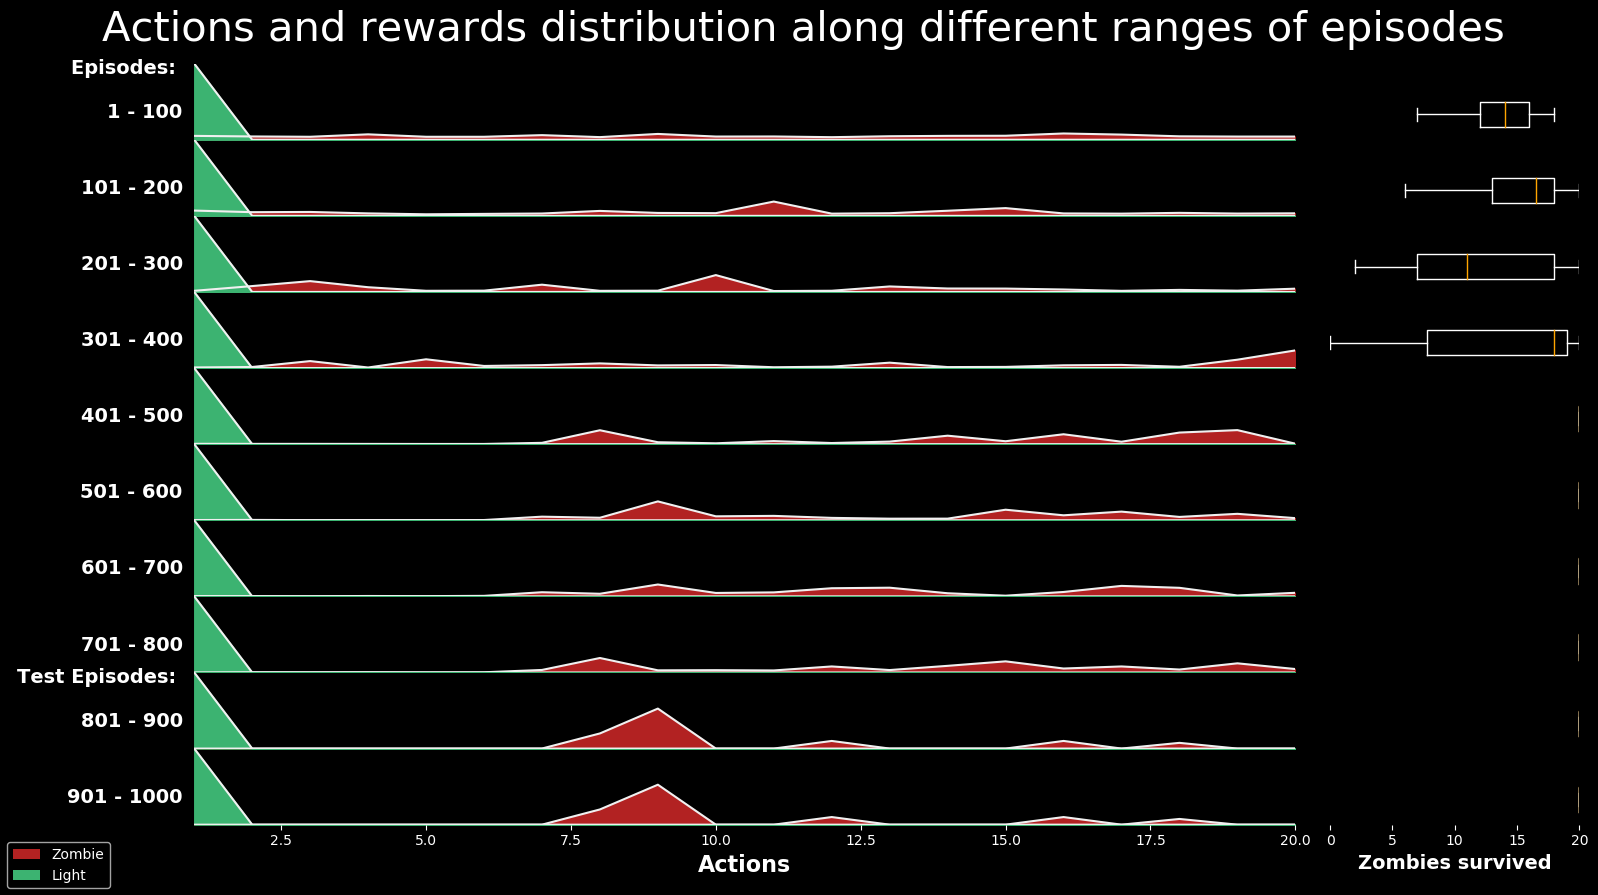 Actions and rewards distribution along different ranges of episodes
Episodes:
1 - 100
101 - 200
201 - 300
301 - 400
401 - 500
501 - 600
601 - 700
701 - 800
Test Episodes:
801 - 900
901 - 1000
2.5 5.0 7.5 10.0 12.5 15.0 17.5 20.0
0 5 10 15 20
Actions
Zombies survived
Zombie
Light